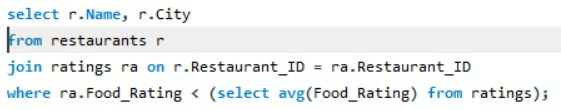 select r.Name, r.City
from restaurants r
join ratings ra on r.Restaurant_ID = ra.Restaurant_ID
where ra.Food_Rating < (select avg(Food_Rating) from ratings);